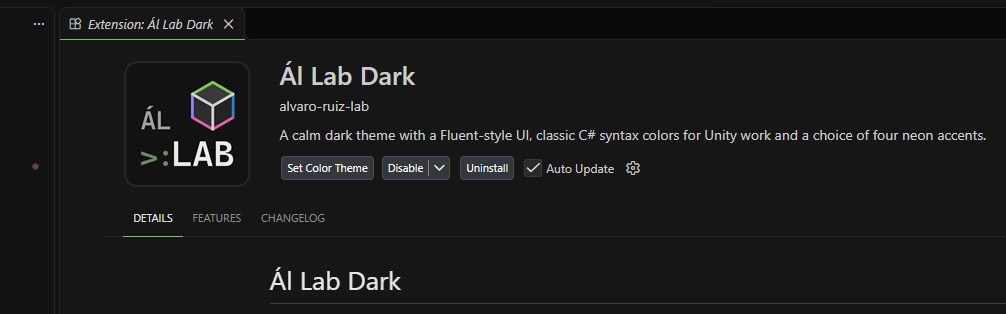 Extension: Ál Lab Dark
ÁL
>:LAB
Ál Lab Dark
alvaro-ruiz-lab
A calm dark theme with a Fluent-style UI, classic C# syntax colors for Unity work and a choice of four neon accents.
Set Color Theme Disable Uninstall Auto Update
DETAILS FEATURES CHANGELOG
Ál Lab Dark